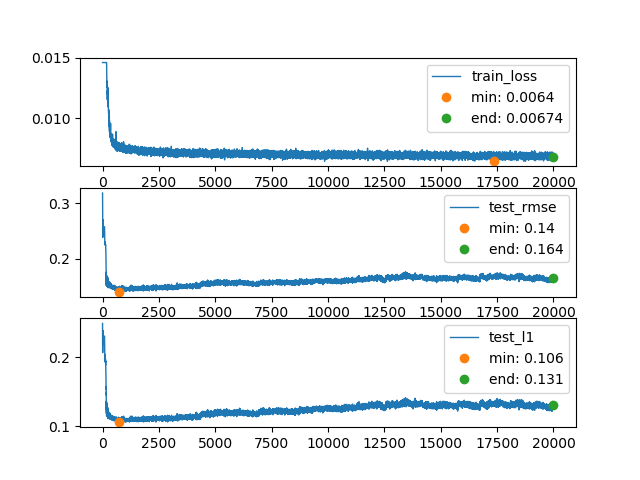 0.015
0.010
train_loss
min: 0.0064
end: 0.00674
0 2500 5000 7500 10000 12500 15000 17500 20000
0.3
0.2
test_rmse
min: 0.14
end: 0.164
0 2500 5000 7500 10000 12500 15000 17500 20000
0.2
0.1
test_l1
min: 0.106
end: 0.131
0 2500 5000 7500 10000 12500 15000 17500 20000